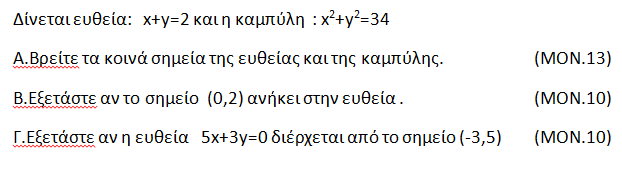 Δίνεται ευθεία: x+y=2 και η καμπύλη : x²+y²=34
Α.Βρείτε τα κοινά σημεία της ευθείας και της καμπύλης. (ΜΟΝ.13)
Β.Εξετάστε αν το σημείο (0,2) ανήκει στην ευθεία . (ΜΟΝ.10)
Γ.Εξετάστε αν η ευθεία 5x+3y=0 διέρχεται από το σημείο (-3,5) (ΜΟΝ.10)